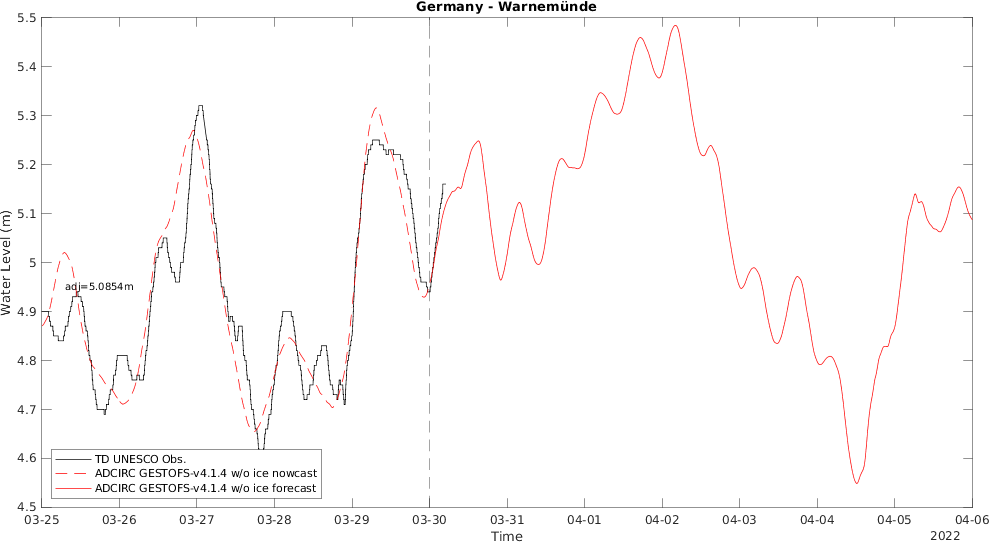 Germany - Warnemünde
5.5
5.4
5.3
5.2
5.1
5
4.9
4.8
4.7
4.6
4.5
Water Level (m)
adj=5.0854m
TD UNESCO Obs.
ADCIRC GESTOFS-v4.1.4 w/o ice nowcast
ADCIRC GESTOFS-v4.1.4 w/o ice forecast
03-25 03-26 03-27 03-28 03-29 03-30 03-31 04-01 04-02 04-03 04-04 04-05 04-06
Time
2022